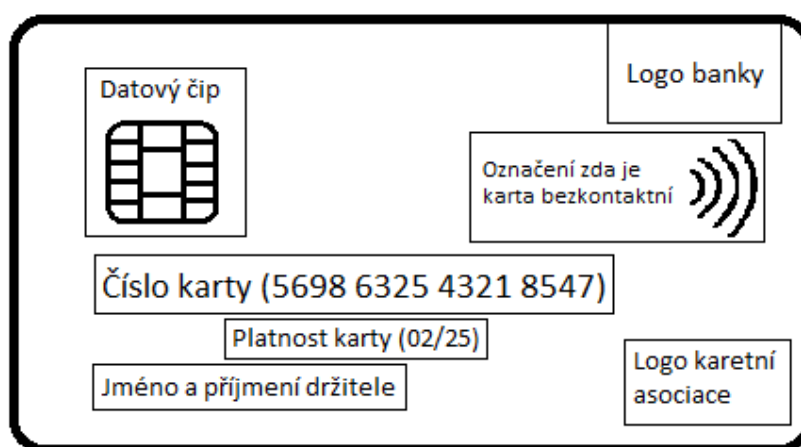 Logo banky
Datový čip
Označení zda je
karta bezkontaktní
Číslo karty (5698 6325 4321 8547)
Platnost karty (02/25)
Jméno a příjmení držitele
Logo karetní
asociace